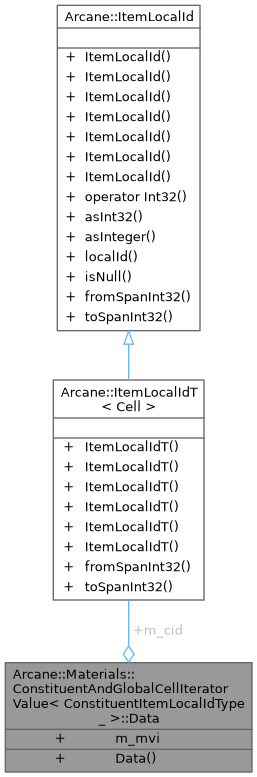 Arcane::ItemLocalId
+ ItemLocalId()
+ ItemLocalId()
+ ItemLocalId()
+ ItemLocalId()
+ ItemLocalId()
+ ItemLocalId()
+ ItemLocalId()
+ operator Int32()
+ asInt32()
+ asInteger()
+ localId()
+ isNull()
+ fromSpanInt32()
+ toSpanInt32()
Arcane::ItemLocalIdT
< Cell >
+ ItemLocalIdT()
+ ItemLocalIdT()
+ ItemLocalIdT()
+ ItemLocalIdT()
+ ItemLocalIdT()
+ ItemLocalIdT()
+ fromSpanInt32()
+ toSpanInt32()
+m_cid
Arcane::Materials::
ConstituentAndGlobalCellIterator
Value< ConstituentItemLocalIdType
_ >::Data
+ m_mvi
+ Data()